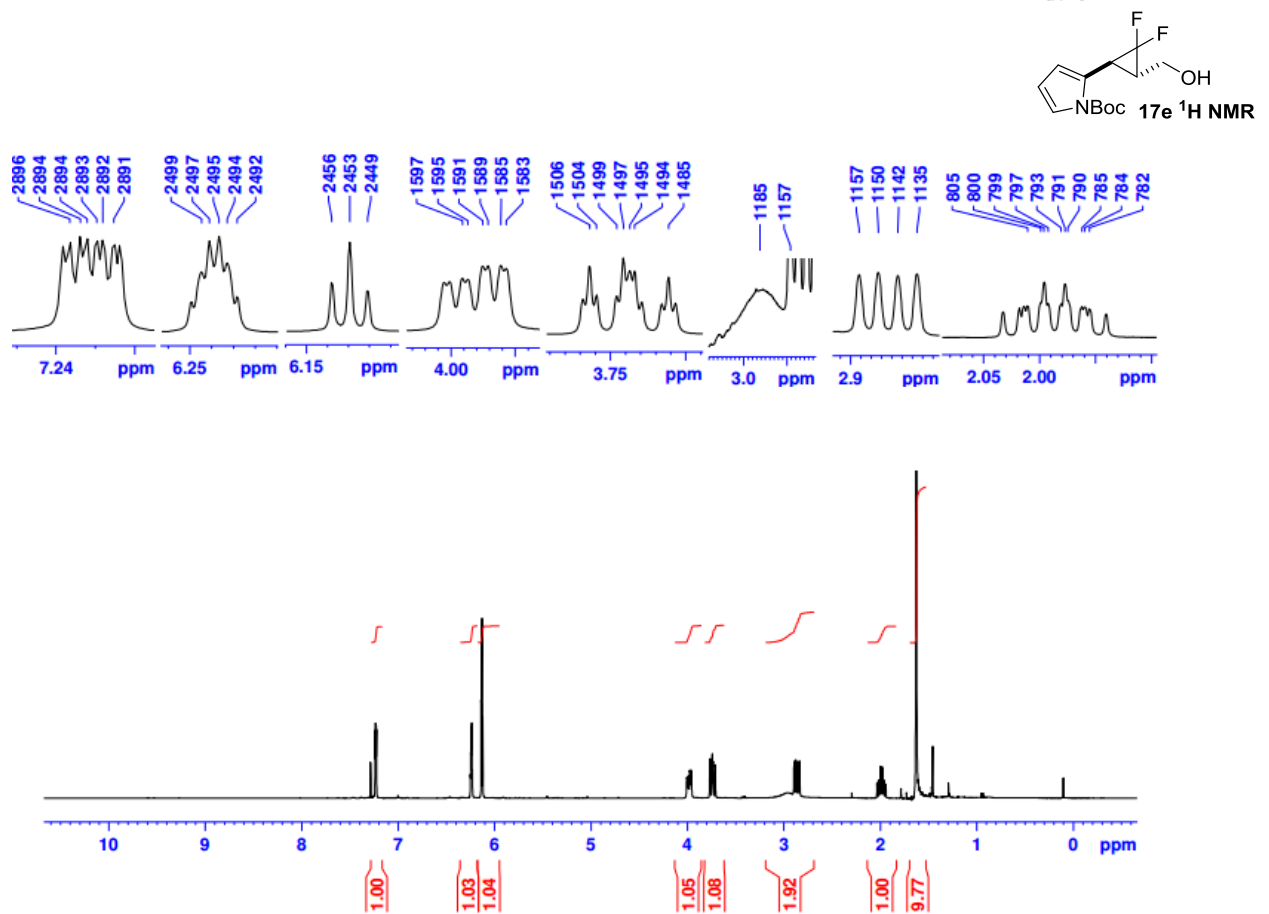 F
F
OH
NBoc 17e ¹H NMR
2896 2894 2894 2893 2892 2891 2499 2497 2495 2494 2492 2456 2453 2449 1597 1595 1591 1589 1585 1583 1506 1504 1499 1497 1495 1494 1485 1185 1157 1157 1150 1142 1135 805 800 799 797 793 791 790 785 784 782
7.24 ppm 6.25 ppm 6.15 ppm 4.00 ppm 3.75 ppm 3.0 ppm 2.9 ppm 2.05 2.00 ppm
10 9 8 7 6 5 4 3 2 1 0 ppm
1.00 1.03 1.04 1.05 1.08 1.92 1.00 9.77